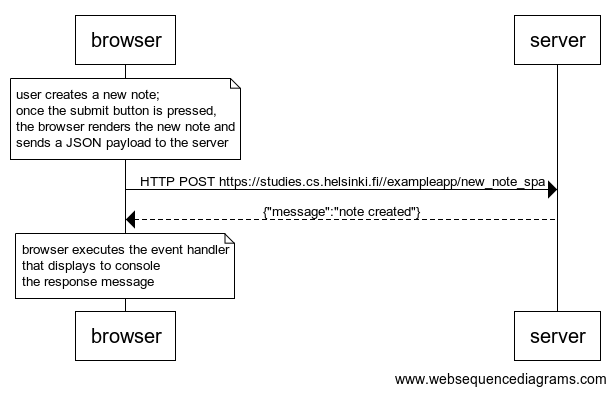 browser
server
user creates a new note;
once the submit button is pressed,
the browser renders the new note and
sends a JSON payload to the server
HTTP POST https://studies.cs.helsinki.fi//exampleapp/new_note_spa
{"message":"note created"}
browser executes the event handler
that displays to console
the response message
browser
server
www.websequencediagrams.com